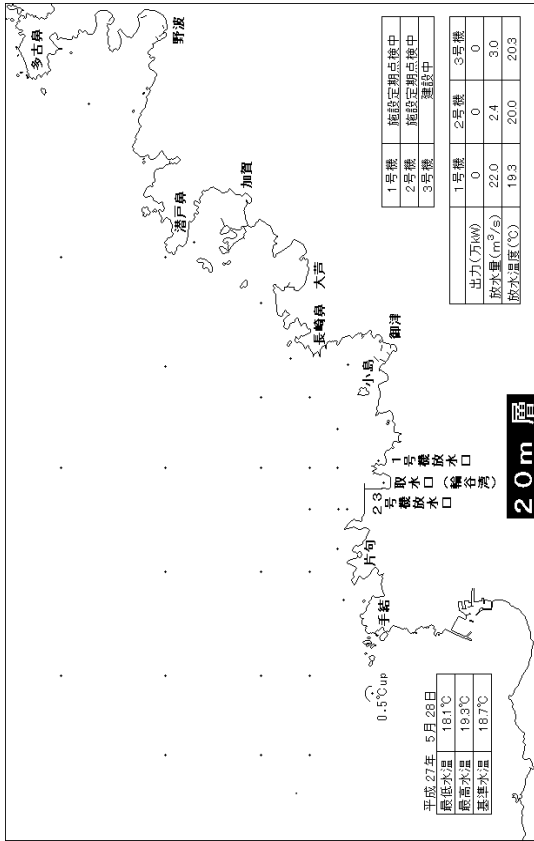 多古鼻
野波
潜戸鼻
加賀
大芦
長崎鼻
御津
小島
1号機放水口
取水口(輪谷湾)
2,3号機放水口
片句
手結
0.5℃up
平成 27年 5月 28日
最低水温 18.1℃
最高水温 19.3℃
基準水温 18.7℃
20m 層
1号機 施設定期点検中
2号機 施設定期点検中
3号機 建設中
1号機 2号機 3号機
出力(万kW) 0 0 0
放水量(m³/s) 22.0 2.4 3.0
放水温度(℃) 19.3 20.0 20.3